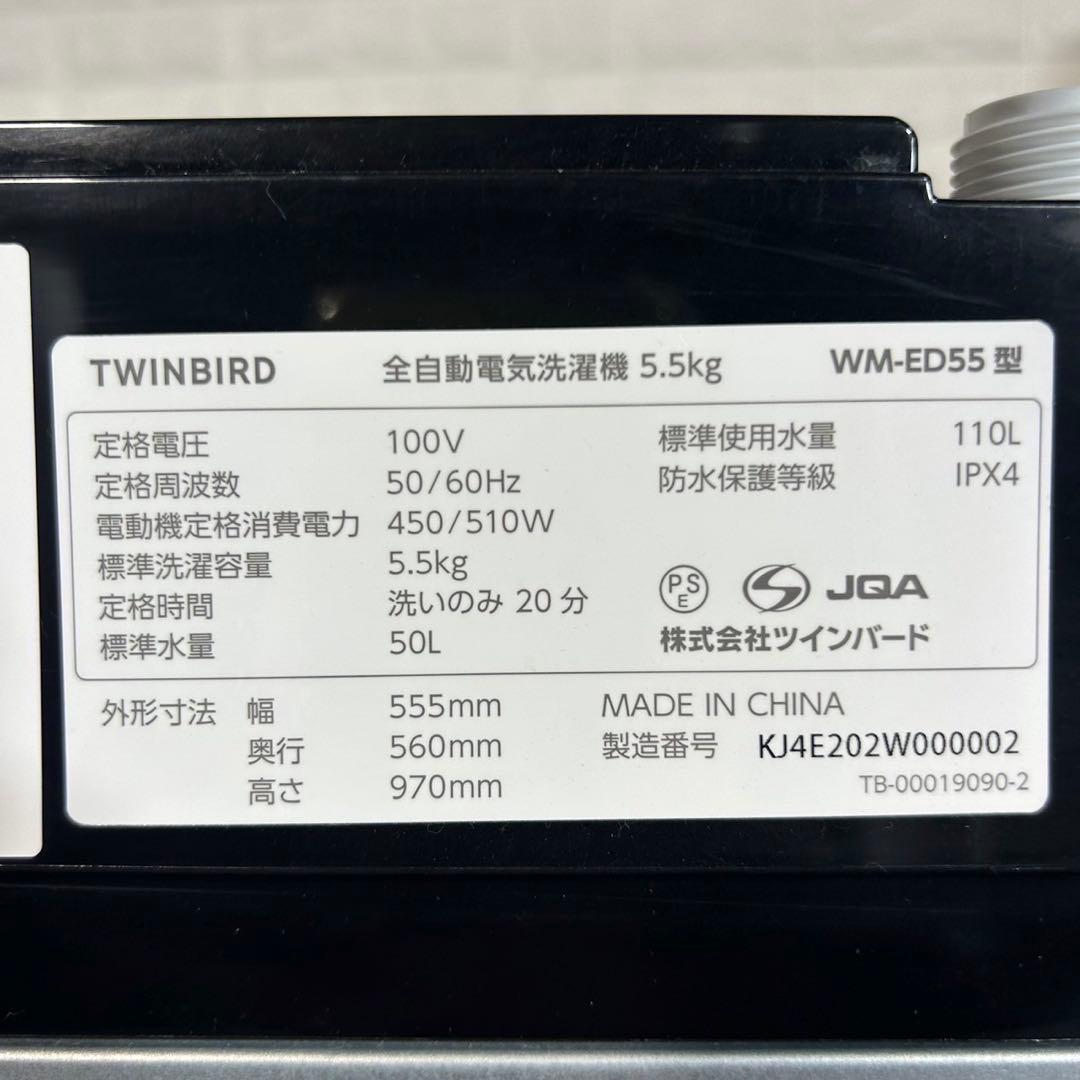 TWINBIRD 全自動電気洗濯機 5.5kg WM-ED55 型
定格電圧 100V 標準使用水量 110L
定格周波数 50/60Hz 防水保護等級 IPX4
電動機定格消費電力 450/510W
標準洗濯容量 5.5kg
定格時間 洗いのみ 20 分
標準水量 50L
PSE JQA
株式会社ツインバード
外形寸法 幅 555mm MADE IN CHINA
奥行 560mm 製造番号 KJ4E202W000002
高さ 970mm TB-00019090-2